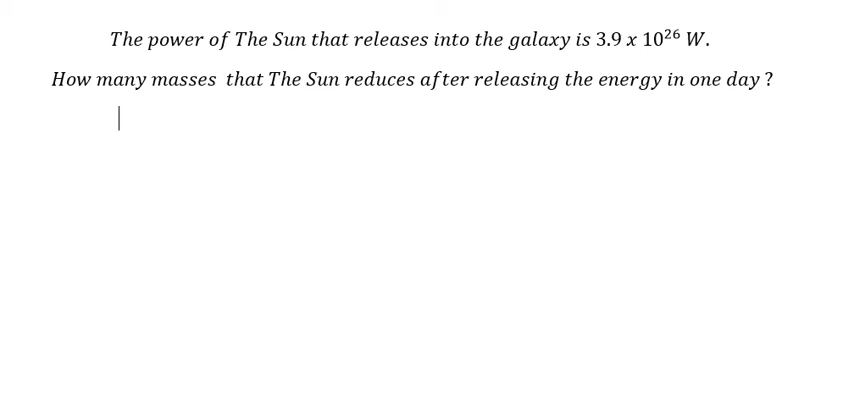 The power of The Sun that releases into the galaxy is 3.9 x 10²⁶ W.
How many masses that The Sun reduces after releasing the energy in one day ?